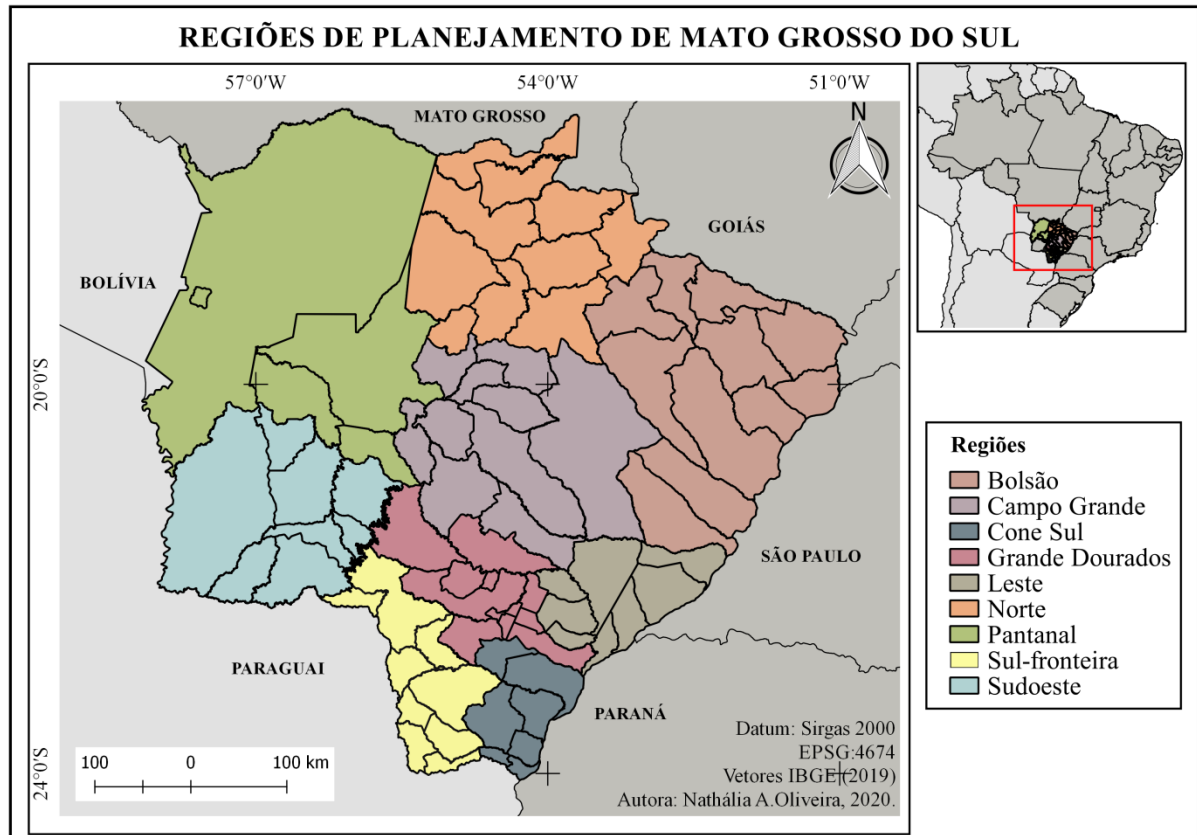 REGIÕES DE PLANEJAMENTO DE MATO GROSSO DO SUL
57°0'W
54°0'W
51°0'W
MATO GROSSO
N
GOIÁS
BOLÍVIA
20°0'S
SÃO PAULO
PARAGUAI
PARANÁ
24°0'S
100 0 100 km
Datum: Sirgas 2000
EPSG:4674
Vetores IBGE (2019)
Autora: Nathália A.Oliveira, 2020.
Regiões
Bolsão
Campo Grande
Cone Sul
Grande Dourados
Leste
Norte
Pantanal
Sul-fronteira
Sudoeste